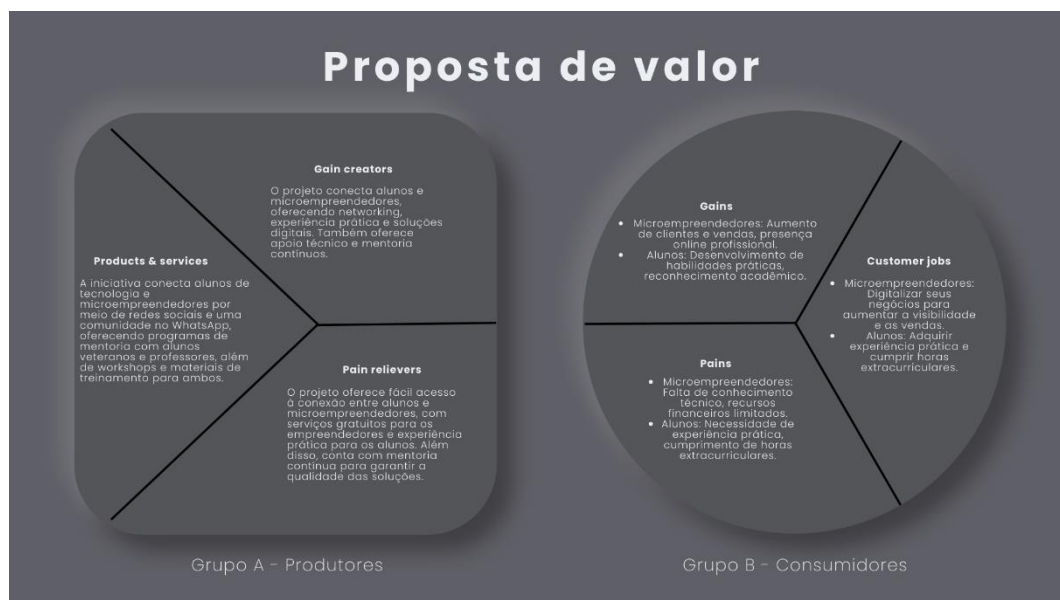 Proposta de valor
Gain creators
O projeto conecta alunos e
microempreendedores,
oferecendo networking,
experiência prática e soluções
digitais. Também oferece
apoio técnico e mentoria
contínuos.
Products & services
A iniciativa conecta alunos de
tecnologia e
microempreendedores por
meio de redes sociais e uma
comunidade no WhatsApp,
oferecendo programas de
mentoria com alunos
veteranos e professores, além
de workshops e materiais de
treinamento para ambos.
Pain relievers
O projeto oferece fácil acesso
à conexão entre alunos e
microempreendedores, com
serviços gratuitos para os
empreendedores e experiência
prática para os alunos. Além
disso, conta com mentoria
contínua para garantir a
qualidade das soluções.
Grupo A - Produtores
Gains
• Microempreendedores: Aumento
de clientes e vendas, presença
online profissional.
• Alunos: Desenvolvimento de
habilidades práticas,
reconhecimento acadêmico.
Customer jobs
• Microempreendedores:
Digitalizar seus
negócios para
aumentar a visibilidade
e as vendas.
• Alunos: Adquirir
experiência prática e
cumprir horas
extracurriculares.
Pains
• Microempreendedores:
Falta de conhecimento
técnico, recursos
financeiros limitados.
• Alunos: Necessidade de
experiência prática,
cumprimento de horas
extracurriculares.
Grupo B - Consumidores